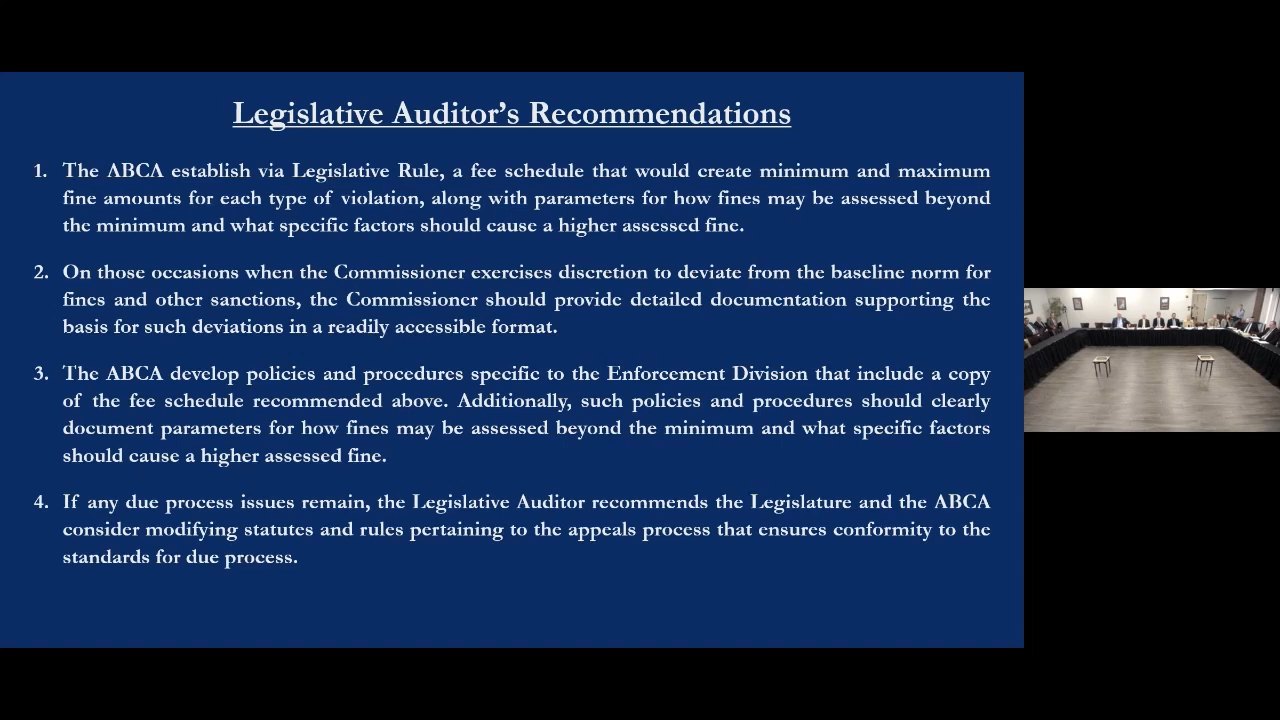 Legislative Auditor's Recommendations
1. The ABCA establish via Legislative Rule, a fee schedule that would create minimum and maximum
fine amounts for each type of violation, along with parameters for how fines may be assessed beyond
the minimum and what specific factors should cause a higher assessed fine.
2. On those occasions when the Commissioner exercises discretion to deviate from the baseline norm for
fines and other sanctions, the Commissioner should provide detailed documentation supporting the
basis for such deviations in a readily accessible format.
3. The ABCA develop policies and procedures specific to the Enforcement Division that include a copy
of the fee schedule recommended above. Additionally, such policies and procedures should clearly
document parameters for how fines may be assessed beyond the minimum and what specific factors
should cause a higher assessed fine.
4. If any due process issues remain, the Legislative Auditor recommends the Legislature and the ABCA
consider modifying statutes and rules pertaining to the appeals process that ensures conformity to the
standards for due process.